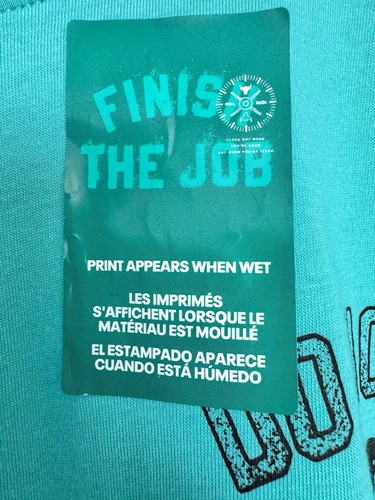 FINIS
THE JOB
PRINT APPEARS WHEN WET
LES IMPRIMÉS
S'AFFICHENT LORSQUE LE
MATÉRIAU EST MOUILLÉ
EL ESTAMPADO APARECE
CUANDO ESTÁ HÚMEDO
DO